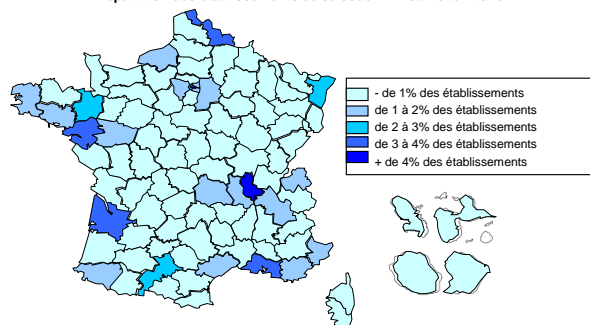 - de 1% des établissements
de 1 à 2% des établissements
de 2 à 3% des établissements
de 3 à 4% des établissements
+ de 4% des établissements